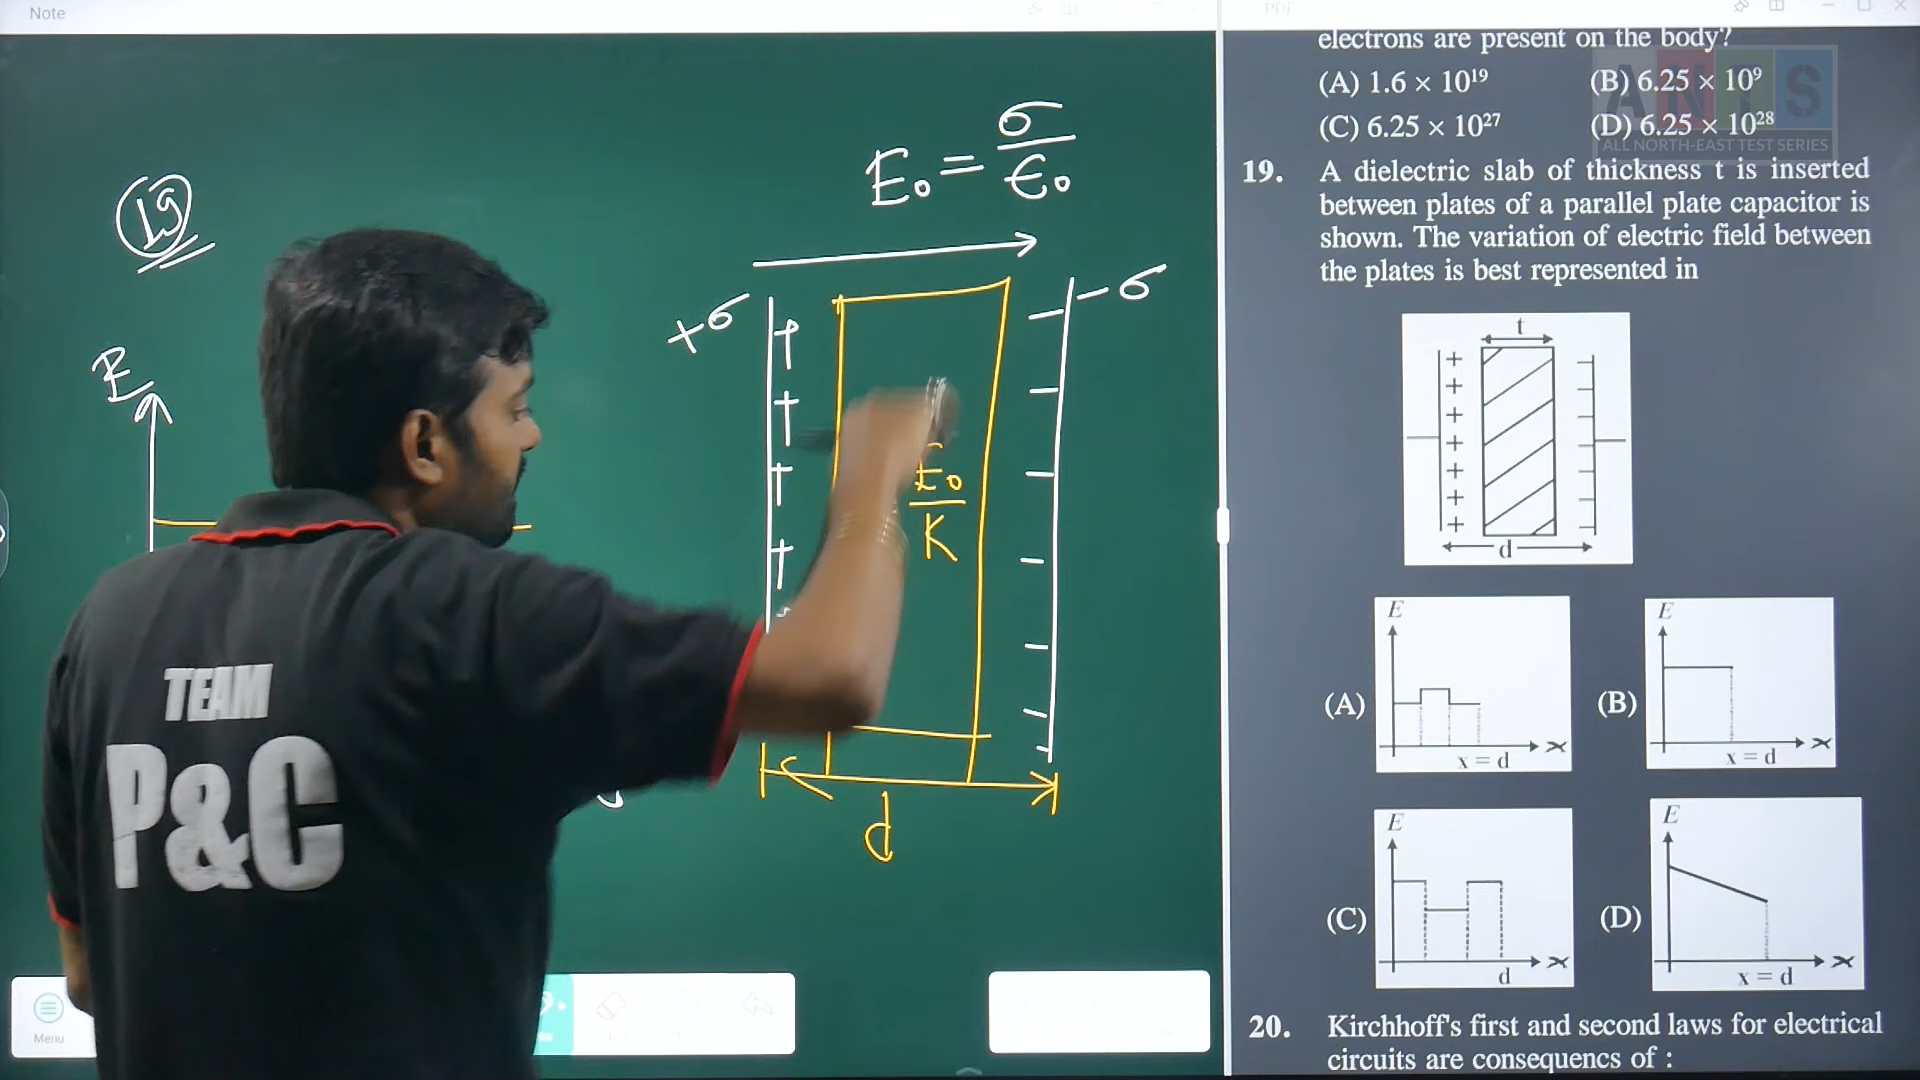 Note
PDF
19
E₀ = σ/ϵ₀
+σ
-σ
E
E₀/K
d
TEAM
P&C
Menu
electrons are present on the body?
(A) 1.6 × 10¹⁹ (B) 6.25 × 10⁹
(C) 6.25 × 10²⁷ (D) 6.25 × 10²⁸
ANTS
ALL NORTH-EAST TEST SERIES
19. A dielectric slab of thickness t is inserted
between plates of a parallel plate capacitor is
shown. The variation of electric field between
the plates is best represented in
t
d
(A) E x x = d
(B) E x x = d
(C) E x d
(D) E x x = d
20. Kirchhoff's first and second laws for electrical
circuits are consequencs of :